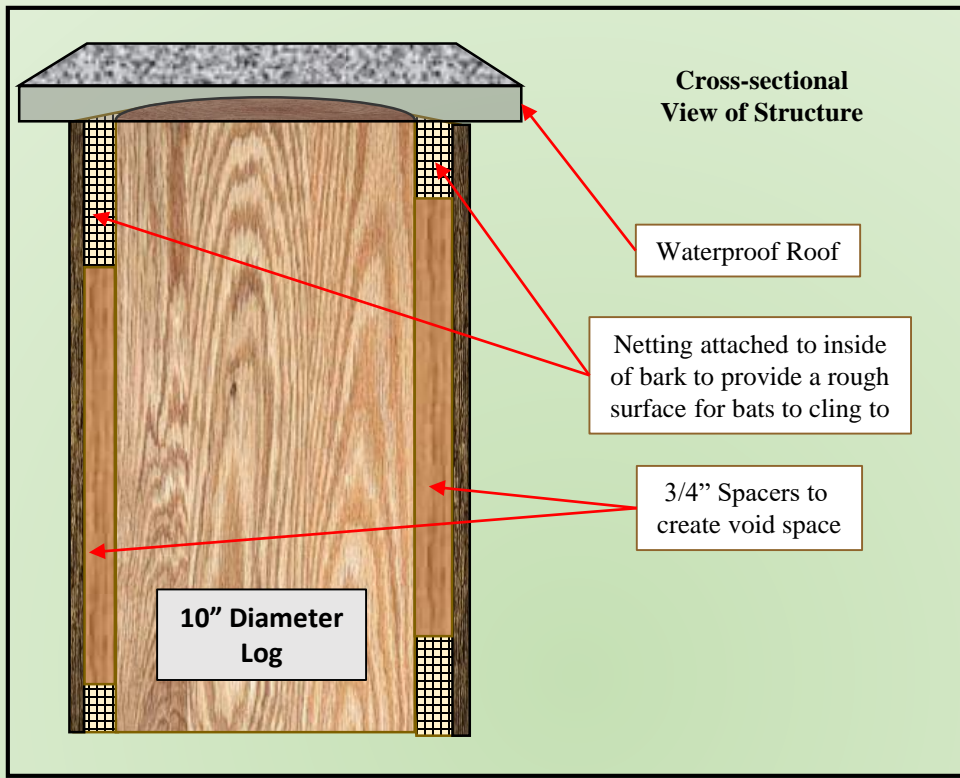 Cross-sectional
View of Structure
Waterproof Roof
Netting attached to inside
of bark to provide a rough
surface for bats to cling to
3/4” Spacers to
create void space
10” Diameter
Log